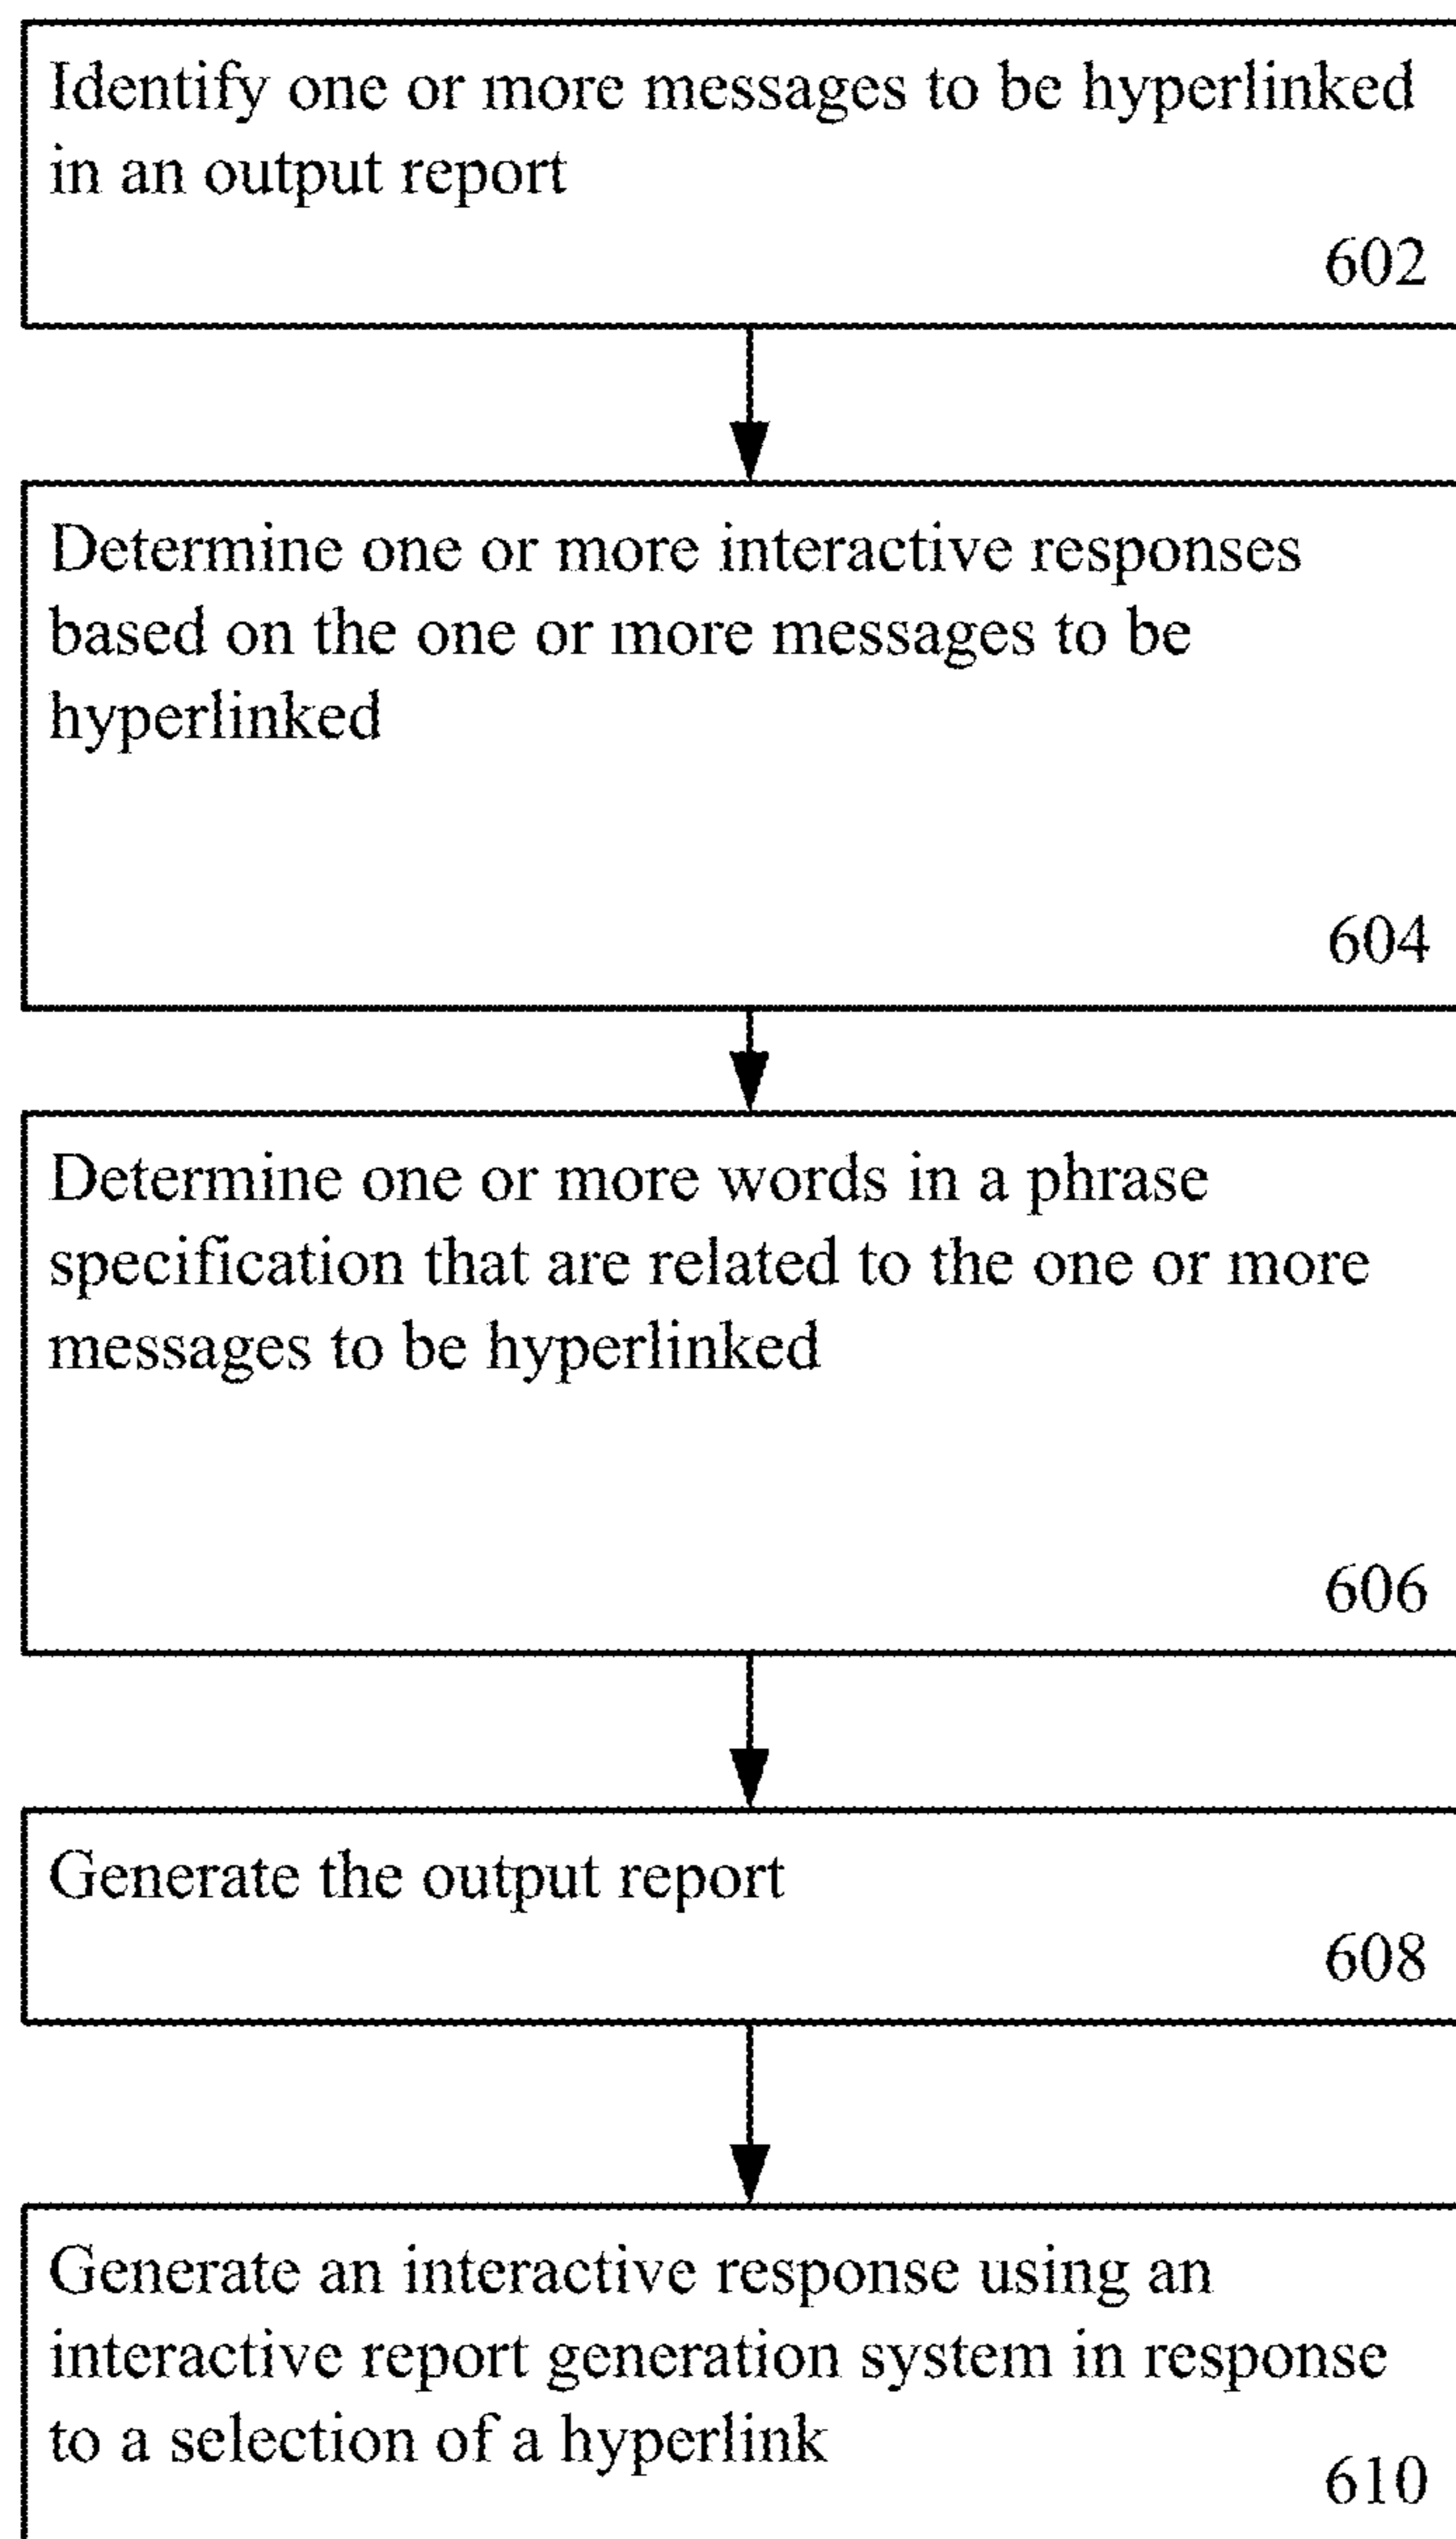 Identify one or more messages to be hyperlinked
in an output report
602
Determine one or more interactive responses
based on the one or more messages to be
hyperlinked
604
Determine one or more words in a phrase
specification that are related to the one or more
messages to be hyperlinked
606
Generate the output report
608
Generate an interactive response using an
interactive report generation system in response
to a selection of a hyperlink
610